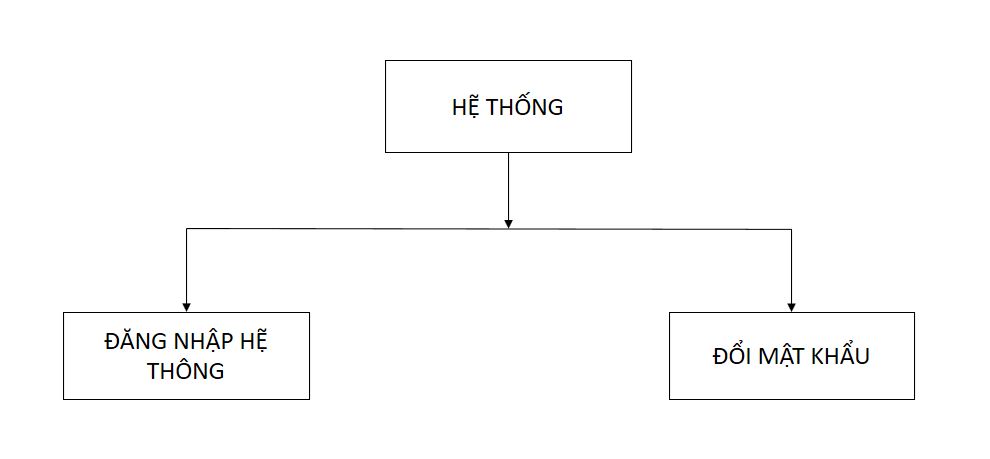 HỆ THỐNG
ĐĂNG NHẬP HỆ
THÔNG
ĐỔI MẬT KHẨU